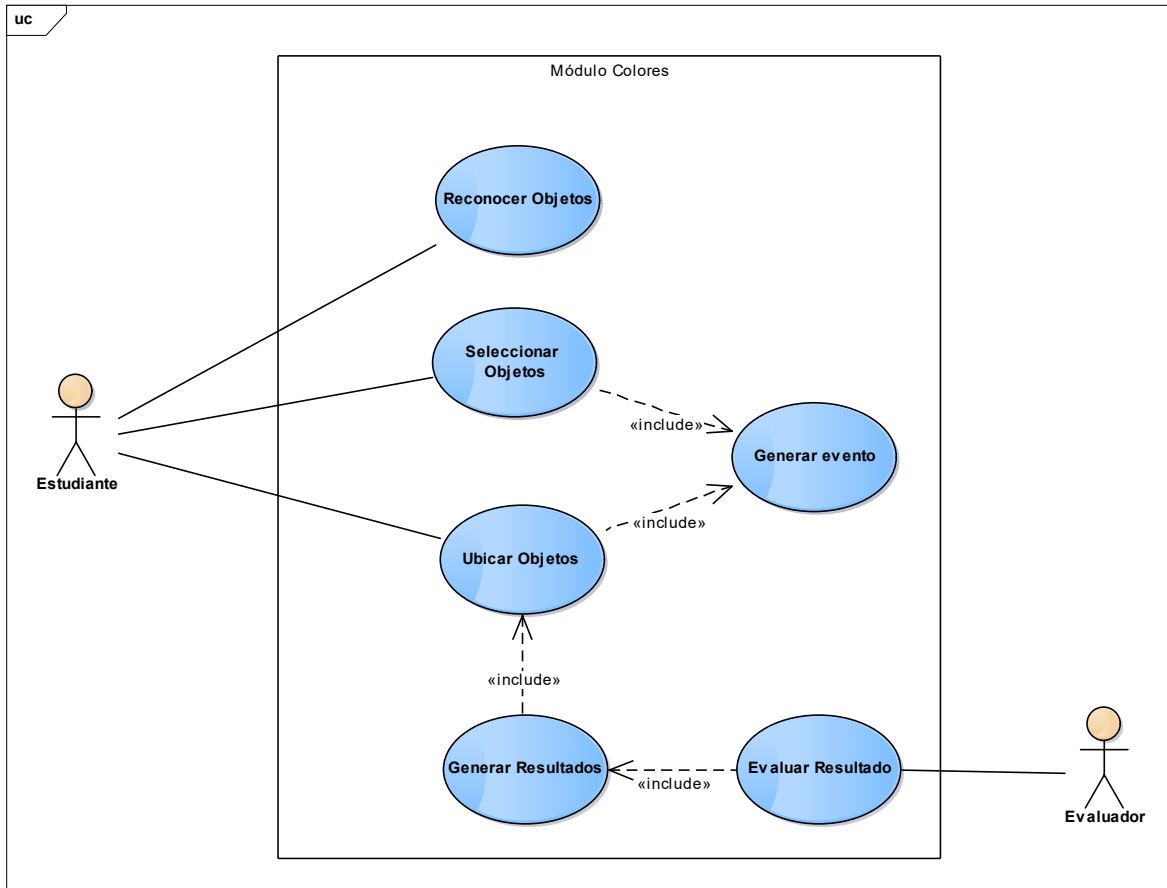 uc
Módulo Colores
Reconocer Objetos
Seleccionar
Objetos
«include»
Generar evento
Estudiante
«include»
Ubicar Objetos
«include»
Generar Resultados
Evaluar Resultado
«include»
Evaluador